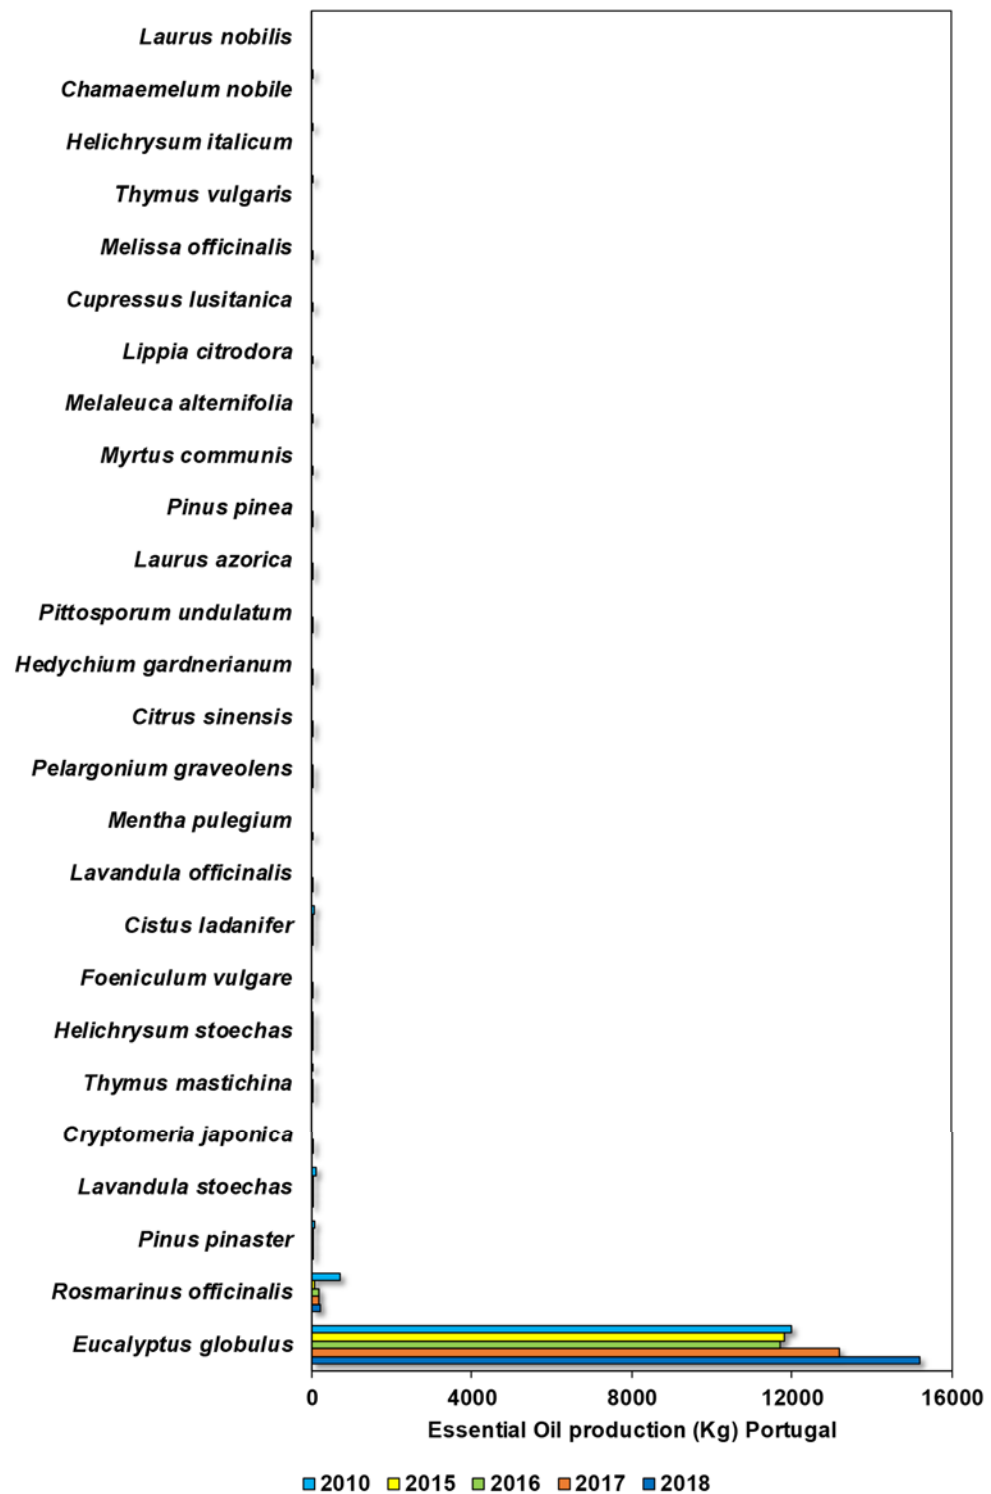 Laurus nobilis
Chamaemelum nobile
Helichrysum italicum
Thymus vulgaris
Melissa officinalis
Cupressus lusitanica
Lippia citrodora
Melaleuca alternifolia
Myrtus communis
Pinus pinea
Laurus azorica
Pittosporum undulatum
Hedychium gardnerianum
Citrus sinensis
Pelargonium graveolens
Mentha pulegium
Lavandula officinalis
Cistus ladanifer
Foeniculum vulgare
Helichrysum stoechas
Thymus mastichina
Cryptomeria japonica
Lavandula stoechas
Pinus pinaster
Rosmarinus officinalis
Eucalyptus globulus
0 4000 8000 12000 16000
Essential Oil production (Kg) Portugal
2010 2015 2016 2017 2018